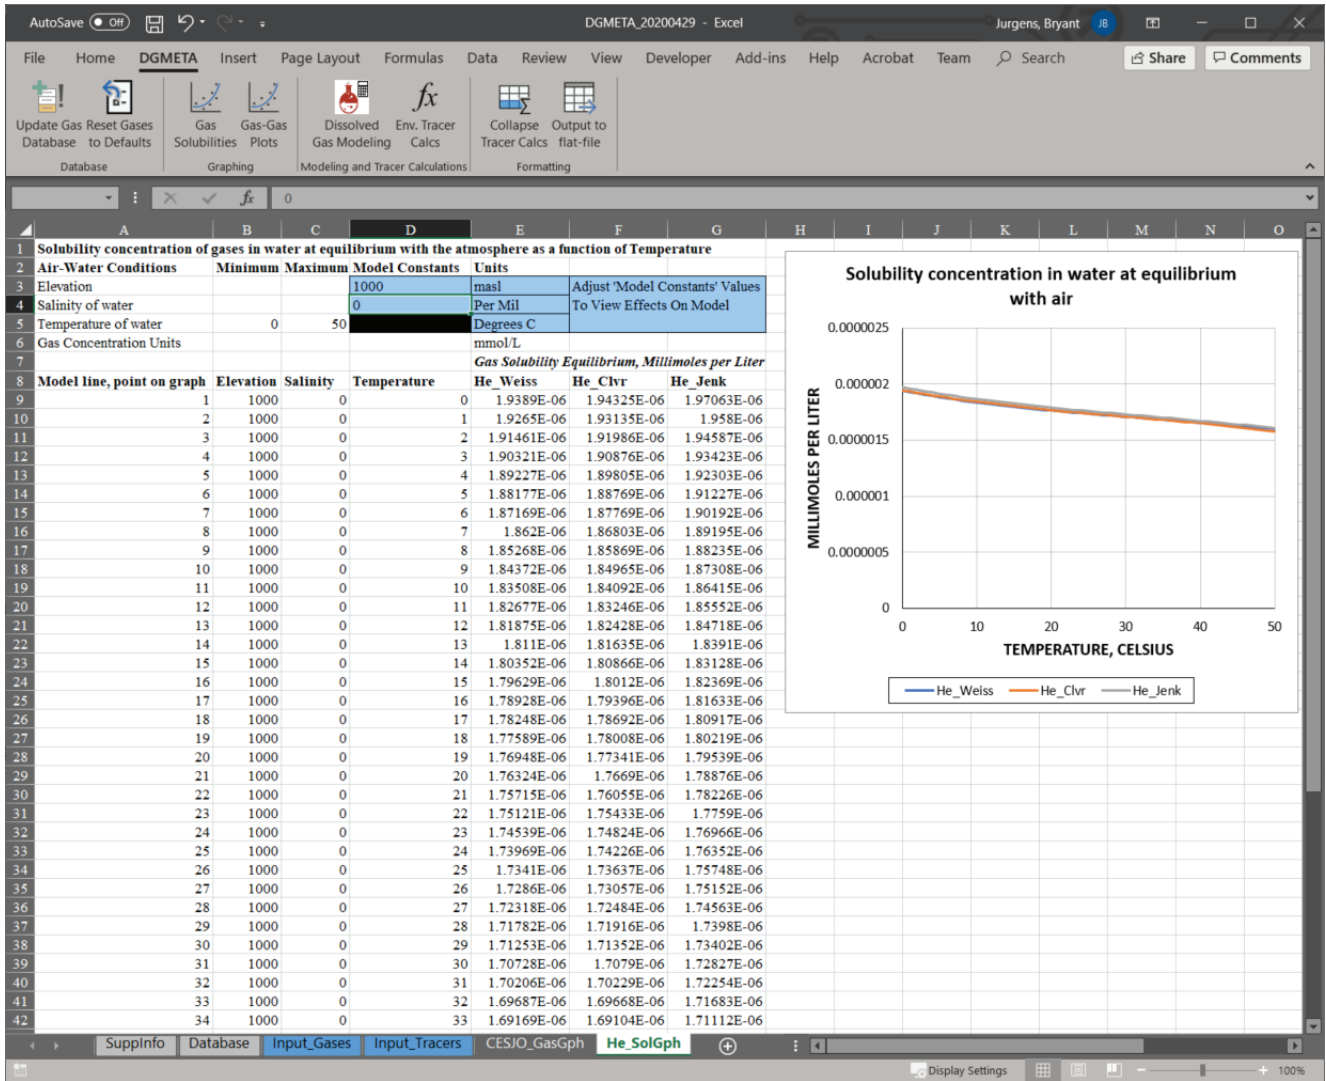 AutoSave Off DGMETA_20200429 - Excel Jurgens, Bryant JB
File Home DGMETA Insert Page Layout Formulas Data Review View Developer Add-ins Help Acrobat Team Search Share Comments
Update Gas Database Reset Gases to Defaults Gas Solubilities Gas-Gas Plots Dissolved Gas Modeling fx Env. Tracer Calcs Collapse Tracer Calcs Output to flat-file
Database Graphing Modeling and Tracer Calculations Formatting
fx 0
A B C D E F G H I J K L M N O
1 Solubility concentration of gases in water at equilibrium with the atmosphere as a function of Temperature
2 Air-Water Conditions Minimum Maximum Model Constants Units
3 Elevation 1000 masl Adjust 'Model Constants' Values
4 Salinity of water 0 Per Mil To View Effects On Model
5 Temperature of water 0 50 Degrees C
6 Gas Concentration Units mmol/L
7 Gas Solubility Equilibrium, Millimoles per Liter
8 Model line, point on graph Elevation Salinity Temperature He_Weiss He_Clvr He_Jenk
9 1 1000 0 0 1.9389E-06 1.94325E-06 1.97063E-06
10 2 1000 0 1 1.9265E-06 1.93135E-06 1.958E-06
11 3 1000 0 2 1.91461E-06 1.91986E-06 1.94587E-06
12 4 1000 0 3 1.90321E-06 1.90876E-06 1.93423E-06
13 5 1000 0 4 1.89227E-06 1.89805E-06 1.92303E-06
14 6 1000 0 5 1.88177E-06 1.88769E-06 1.91227E-06
15 7 1000 0 6 1.87169E-06 1.87769E-06 1.90192E-06
16 8 1000 0 7 1.862E-06 1.86803E-06 1.89195E-06
17 9 1000 0 8 1.85268E-06 1.85869E-06 1.88235E-06
18 10 1000 0 9 1.84372E-06 1.84965E-06 1.87308E-06
19 11 1000 0 10 1.83508E-06 1.84092E-06 1.86415E-06
20 12 1000 0 11 1.82677E-06 1.83246E-06 1.85552E-06
21 13 1000 0 12 1.81875E-06 1.82428E-06 1.84718E-06
22 14 1000 0 13 1.811E-06 1.81635E-06 1.8391E-06
23 15 1000 0 14 1.80352E-06 1.80866E-06 1.83128E-06
24 16 1000 0 15 1.79629E-06 1.8012E-06 1.82369E-06
25 17 1000 0 16 1.78928E-06 1.79396E-06 1.81633E-06
26 18 1000 0 17 1.78248E-06 1.78692E-06 1.80917E-06
27 19 1000 0 18 1.77589E-06 1.78008E-06 1.80219E-06
28 20 1000 0 19 1.76948E-06 1.77341E-06 1.79539E-06
29 21 1000 0 20 1.76324E-06 1.7669E-06 1.78876E-06
30 22 1000 0 21 1.75715E-06 1.76055E-06 1.78226E-06
31 23 1000 0 22 1.75121E-06 1.75433E-06 1.7759E-06
32 24 1000 0 23 1.74539E-06 1.74824E-06 1.76966E-06
33 25 1000 0 24 1.73969E-06 1.74226E-06 1.76352E-06
34 26 1000 0 25 1.7341E-06 1.73637E-06 1.75748E-06
35 27 1000 0 26 1.7286E-06 1.73057E-06 1.75152E-06
36 28 1000 0 27 1.72318E-06 1.72484E-06 1.74563E-06
37 29 1000 0 28 1.71782E-06 1.71916E-06 1.7398E-06
38 30 1000 0 29 1.71253E-06 1.71352E-06 1.73402E-06
39 31 1000 0 30 1.70728E-06 1.7079E-06 1.72827E-06
40 32 1000 0 31 1.70206E-06 1.70229E-06 1.72254E-06
41 33 1000 0 32 1.69687E-06 1.69668E-06 1.71683E-06
42 34 1000 0 33 1.69169E-06 1.69104E-06 1.71112E-06
Solubility concentration in water at equilibrium
with air
MILLIMOLES PER LITER
0.0000025
0.000002
0.0000015
0.000001
0.0000005
0
0 10 20 30 40 50
TEMPERATURE, CELSIUS
He_Weiss He_Clvr He_Jenk
SuppInfo Database Input_Gases Input_Tracers CESJO_GasGph He_SolGph
Display Settings 100%